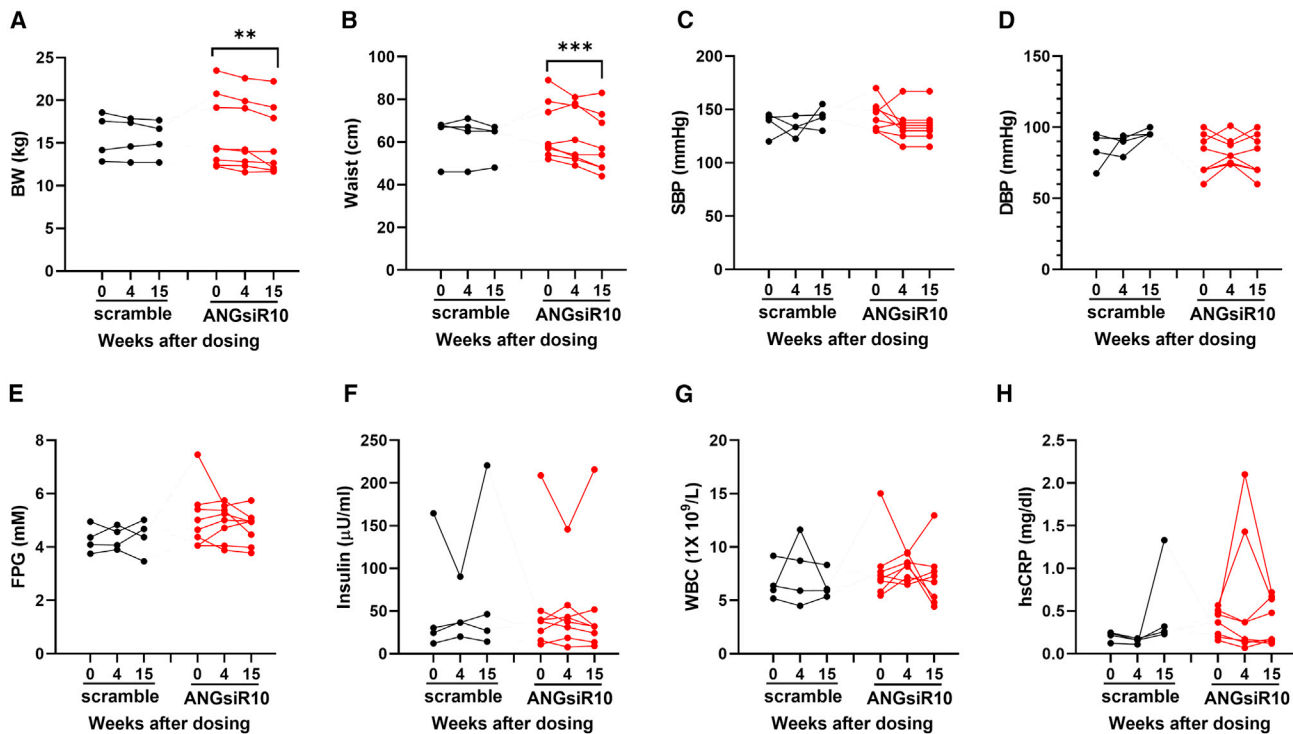 A
BW (kg)
25
20
15
10
5
0
**
0 4 15 0 4 15
scramble ANGsiR10
Weeks after dosing
B
Waist (cm)
100
80
60
40
20
0
***
0 4 15 0 4 15
scramble ANGsiR10
Weeks after dosing
C
SBP (mmHg)
200
150
100
50
0
0 4 15 0 4 15
scramble ANGsiR10
Weeks after dosing
D
DBP (mmHg)
150
100
50
0
0 4 15 0 4 15
scramble ANGsiR10
Weeks after dosing
E
FPG (mM)
8
6
4
2
0
0 4 15 0 4 15
scramble ANGsiR10
Weeks after dosing
F
Insulin (μU/ml)
250
200
150
100
50
0
0 4 15 0 4 15
scramble ANGsiR10
Weeks after dosing
G
WBC (1X 10⁹/L)
20
15
10
5
0
0 4 15 0 4 15
scramble ANGsiR10
Weeks after dosing
H
hsCRP (mg/dl)
2.5
2.0
1.5
1.0
0.5
0.0
0 4 15 0 4 15
scramble ANGsiR10
Weeks after dosing